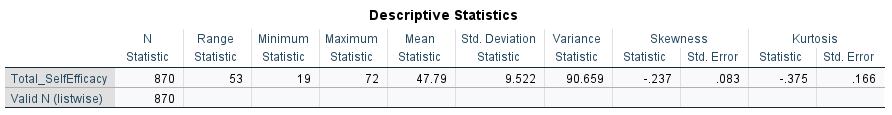 Descriptive Statistics
N Range Minimum Maximum Mean Std. Deviation Variance Skewness Kurtosis
Statistic Statistic Statistic Statistic Statistic Statistic Statistic Statistic Std. Error Statistic Std. Error
Total_SelfEfficacy 870 53 19 72 47.79 9.522 90.659 -.237 .083 -.375 .166
Valid N (listwise) 870